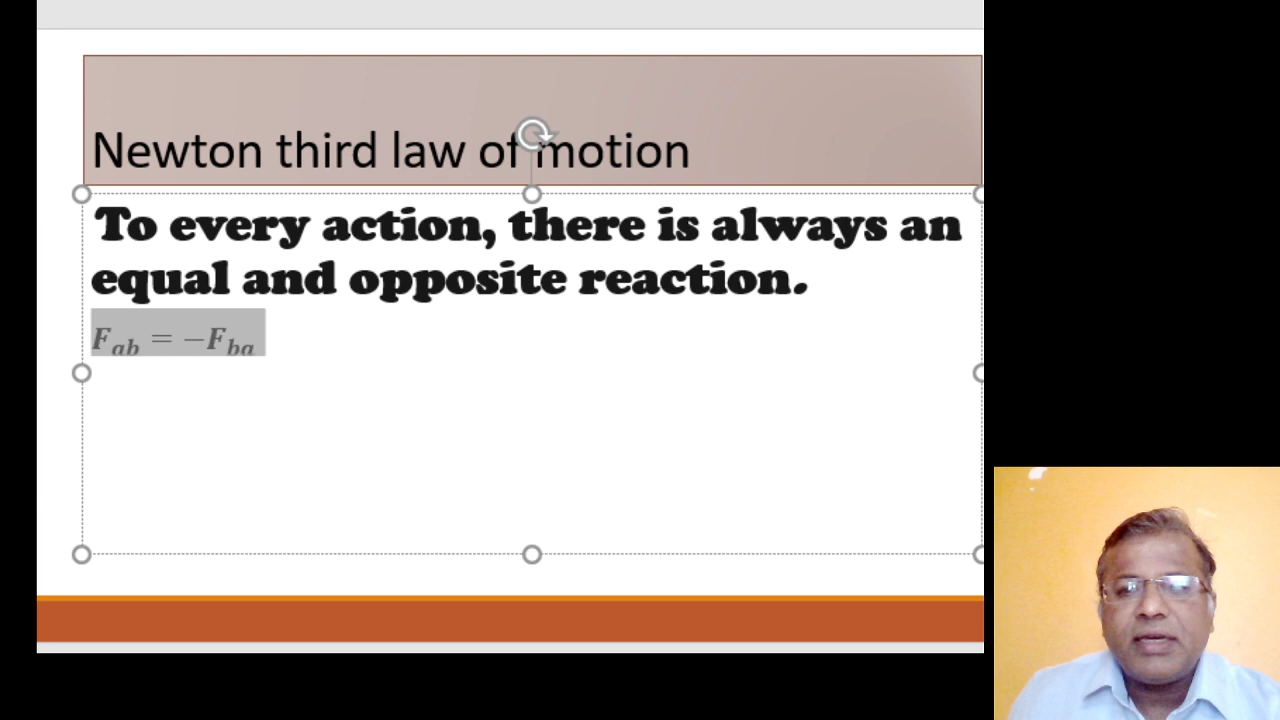 Newton third law of motion
To every action, there is always an
equal and opposite reaction.
F_ab = −F_ba